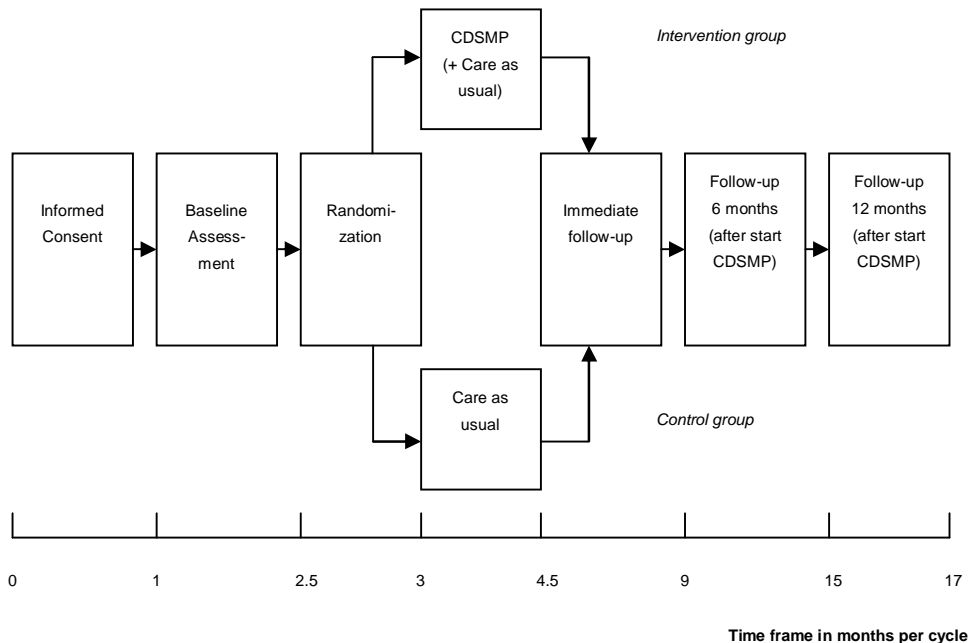 CDSMP
(+ Care as
usual)
Intervention group
Informed
Consent
Baseline
Assess-
ment
Randomi-
zation
Immediate
follow-up
Follow-up
6 months
(after start
CDSMP)
Follow-up
12 months
(after start
CDSMP)
Care as
usual
Control group
0 1 2.5 3 4.5 9 15 17
Time frame in months per cycle